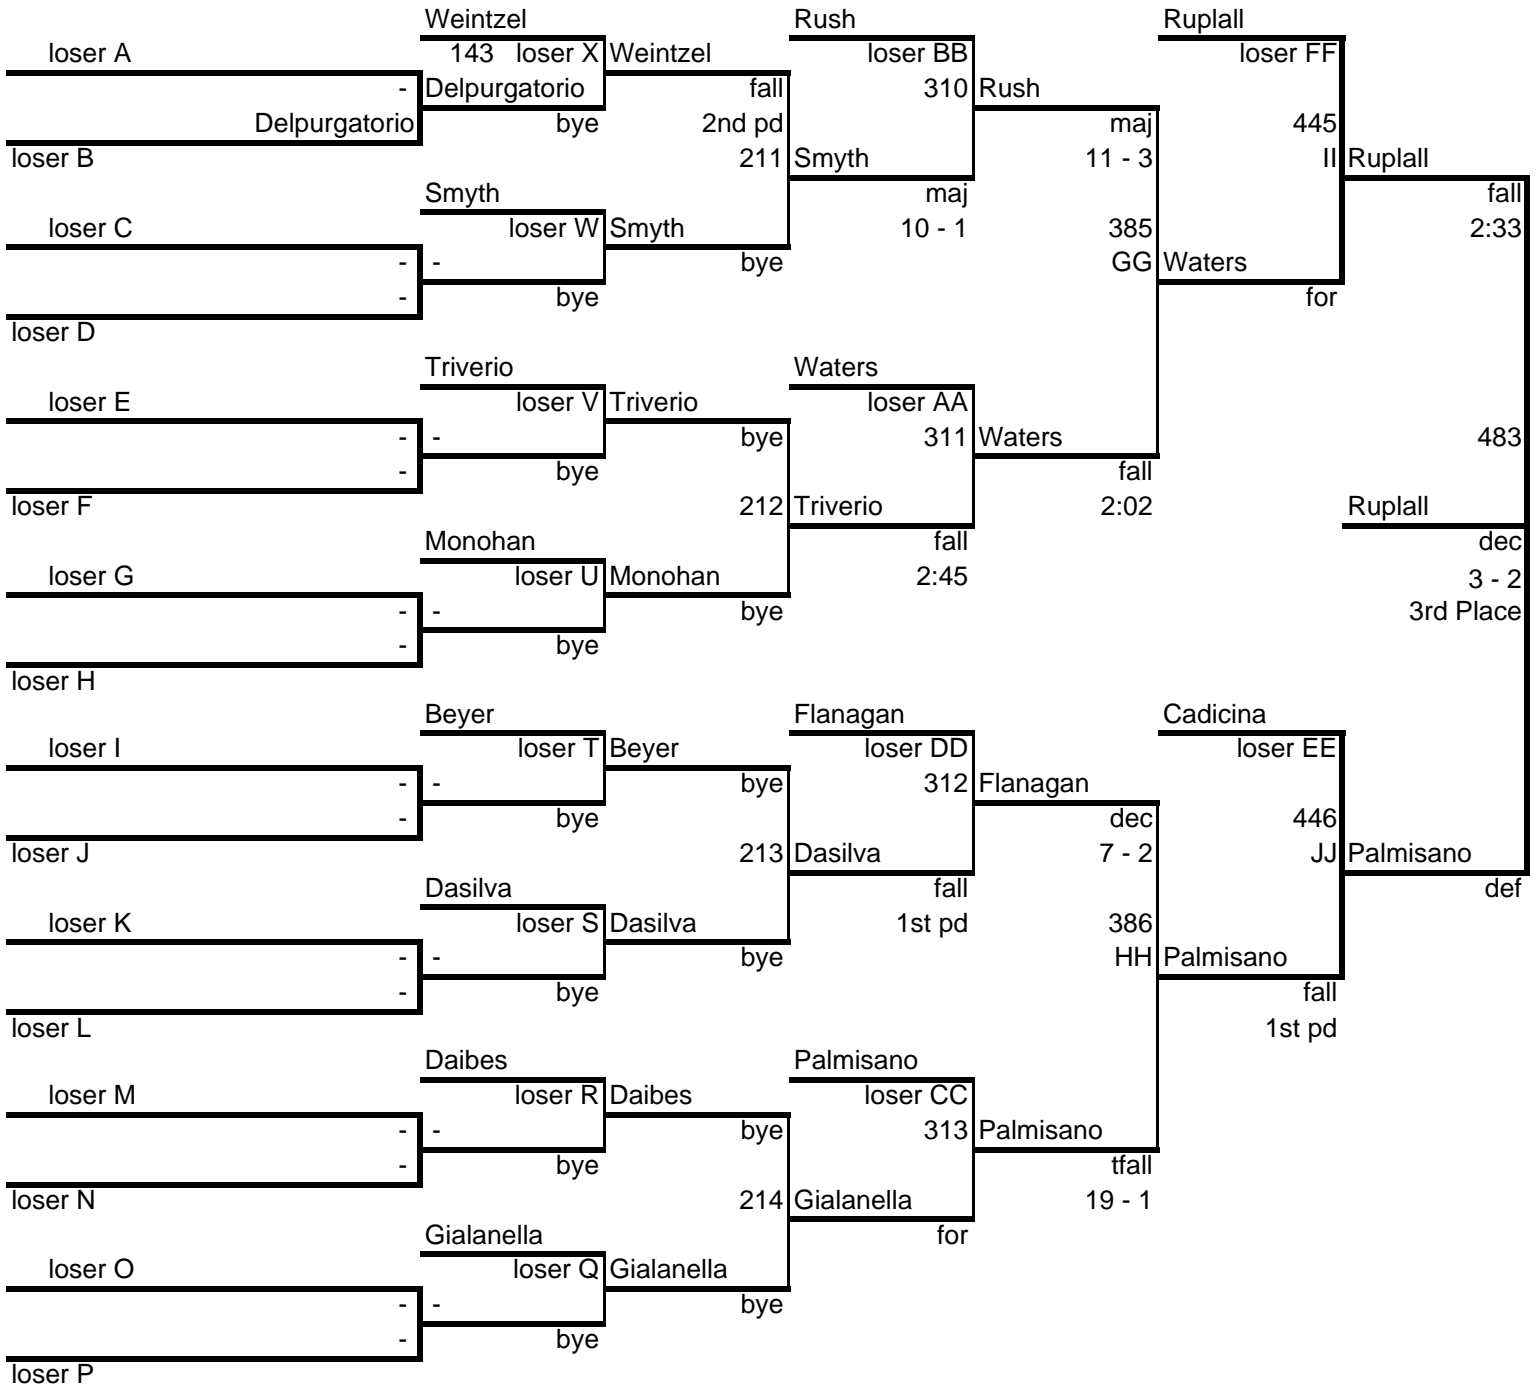 Weintzel Rush Ruplall
loser A 143 loser X Weintzel loser BB loser FF
- Delpurgatorio fall 310 Rush
Delpurgatorio bye 2nd pd maj 445
loser B 211 Smyth 11 - 3 II Ruplall
Smyth maj fall
loser C loser W Smyth 10 - 1 385 2:33
- - bye GG Waters
- bye for
loser D
Triverio Waters
loser E loser V Triverio loser AA
- - bye 311 Waters 483
- bye fall
loser F 212 Triverio 2:02 Ruplall
Monohan fall dec
loser G loser U Monohan 2:45 3 - 2
- - bye 3rd Place
- bye
loser H
Beyer Flanagan Cadicina
loser I loser T Beyer loser DD loser EE
- - bye 312 Flanagan
- bye dec 446
loser J 213 Dasilva 7 - 2 JJ Palmisano
Dasilva fall def
loser K loser S Dasilva 1st pd 386
- - bye HH Palmisano
- bye fall
loser L 1st pd
Daibes Palmisano
loser M loser R Daibes loser CC
- - bye 313 Palmisano
- bye tfall
loser N 214 Gialanella 19 - 1
Gialanella for
loser O loser Q Gialanella
- - bye
- bye
loser P